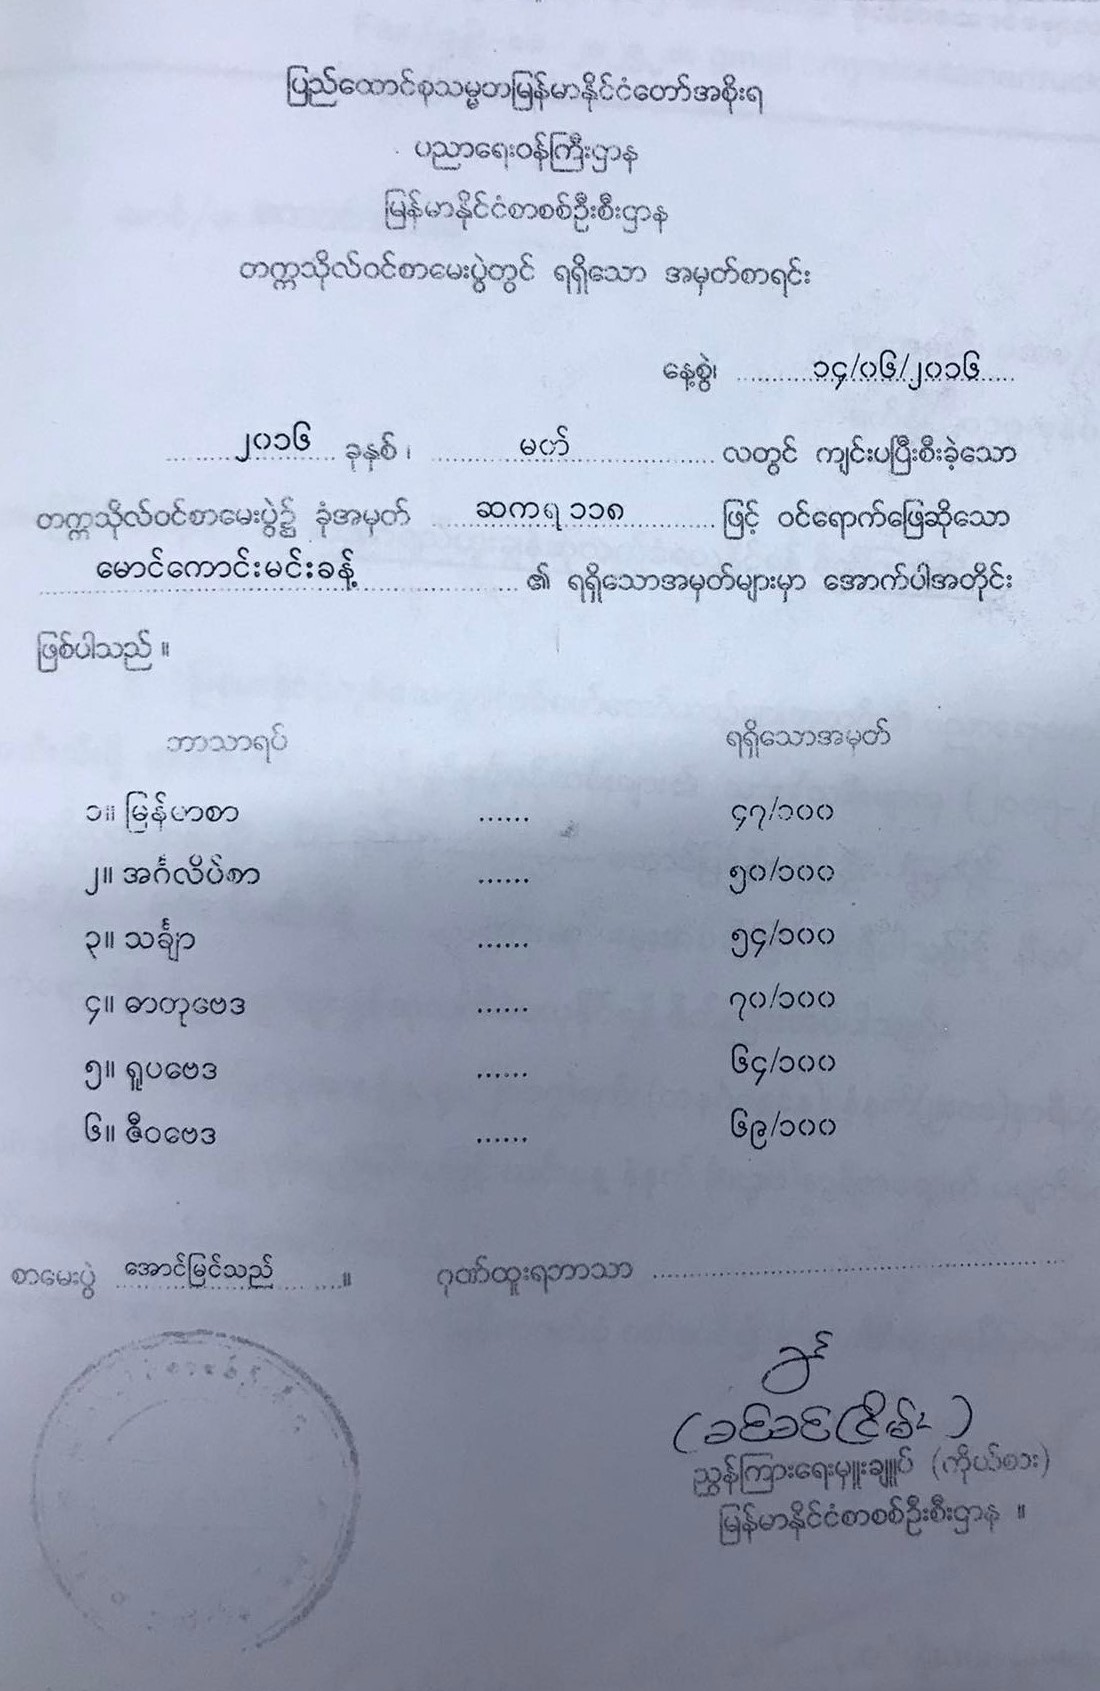 ပြည်ထောင်စုသမ္မတမြန်မာနိုင်ငံတော်အစိုးရ
ပညာရေးဝန်ကြီးဌာန
မြန်မာနိုင်ငံစာစစ်ဦးစီးဌာန
တက္ကသိုလ်ဝင်စာမေးပွဲတွင် ရရှိသော အမှတ်စာရင်း
နေ့စွဲ၊ ၁၄/၀၆/၂၀၁၆
၂၀၁၆ ခုနှစ် ၊ မတ် လတွင် ကျင်းပပြီးစီးခဲ့သော
တက္ကသိုလ်ဝင်စာမေးပွဲ၌ ခုံအမှတ် ဆကရ ၁၁၈ ဖြင့် ဝင်ရောက်ဖြေဆိုသော
မောင်ကောင်းမင်းခန့် ၏ ရရှိသောအမှတ်များမှာ အောက်ပါအတိုင်း
ဖြစ်ပါသည် ။
ဘာသာရပ် ရရှိသောအမှတ်
၁။ မြန်မာစာ ...... ၄၇/၁၀၀
၂။ အင်္ဂလိပ်စာ ...... ၅၀/၁၀၀
၃။ သင်္ချာ ...... ၅၄/၁၀၀
၄။ ဓာတုဗေဒ ...... ၇၀/၁၀၀
၅။ ရူပဗေဒ ...... ၆၄/၁၀၀
၆။ ဇီဝဗေဒ ...... ၆၉/၁၀၀
စာမေးပွဲ အောင်မြင်သည် ။ ဂုဏ်ထူးရဘာသာ
(ခင်ခင်ငြိမ်း)
ညွှန်ကြားရေးမှူးချုပ် (ကိုယ်စား)
မြန်မာနိုင်ငံစာစစ်ဦးစီးဌာန ။